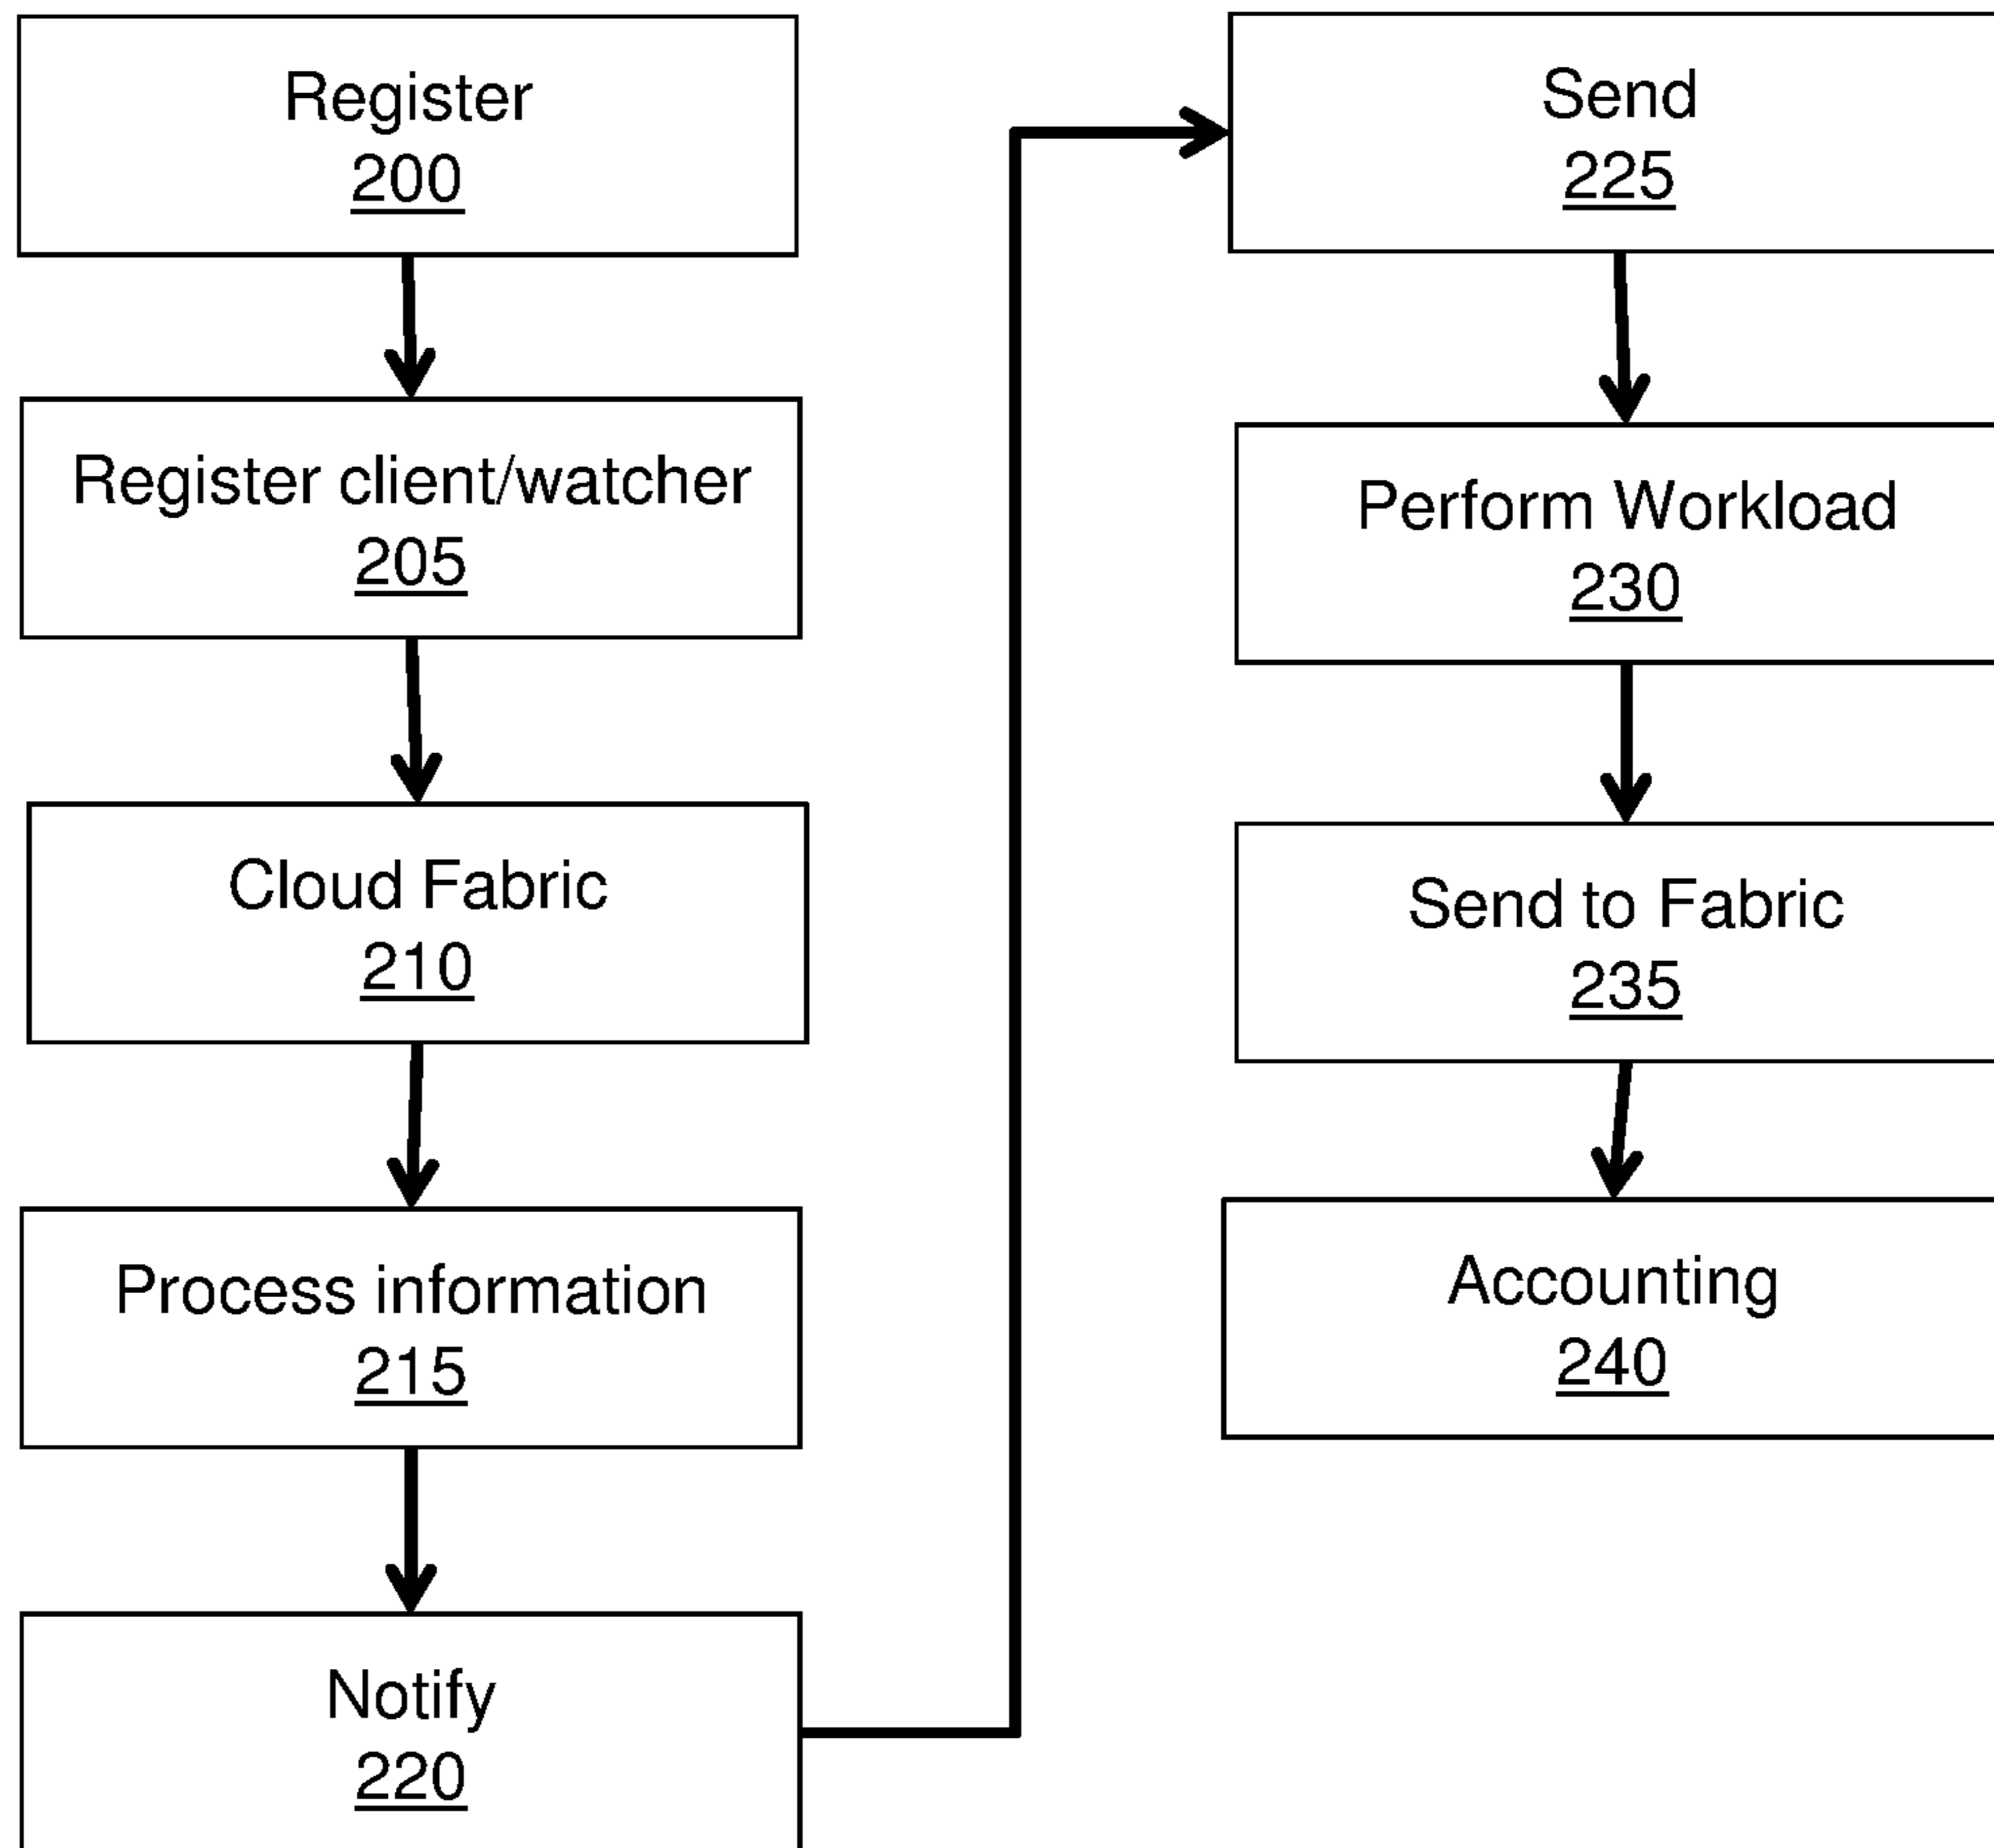 Register
200
Register client/watcher
205
Cloud Fabric
210
Process information
215
Notify
220
Send
225
Perform Workload
230
Send to Fabric
235
Accounting
240